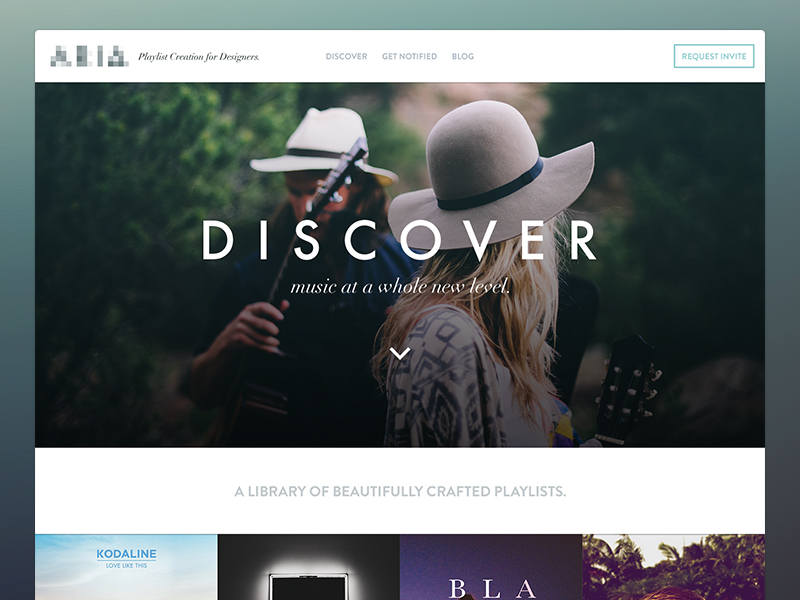 Playlist Creation for Designers.
DISCOVER
GET NOTIFIED
BLOG
REQUEST INVITE
DISCOVER
music at a whole new level.
A LIBRARY OF BEAUTIFULLY CRAFTED PLAYLISTS.
KODALINE
LOVE LIKE THIS
BLA